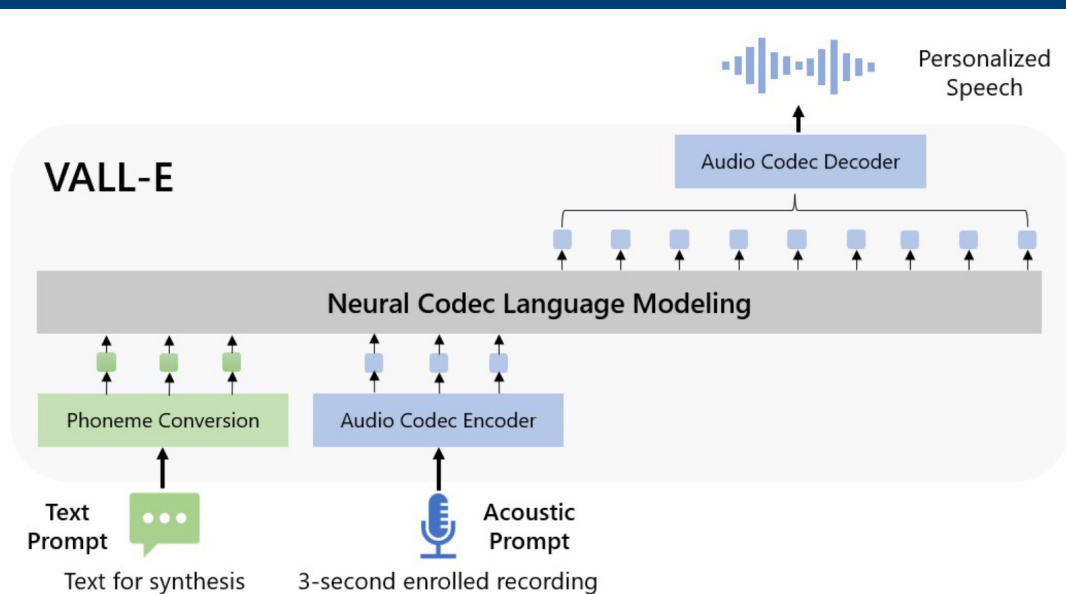 Personalized
Speech
Audio Codec Decoder
VALL-E
Neural Codec Language Modeling
Phoneme Conversion
Audio Codec Encoder
Text
Prompt
Acoustic
Prompt
Text for synthesis
3-second enrolled recording